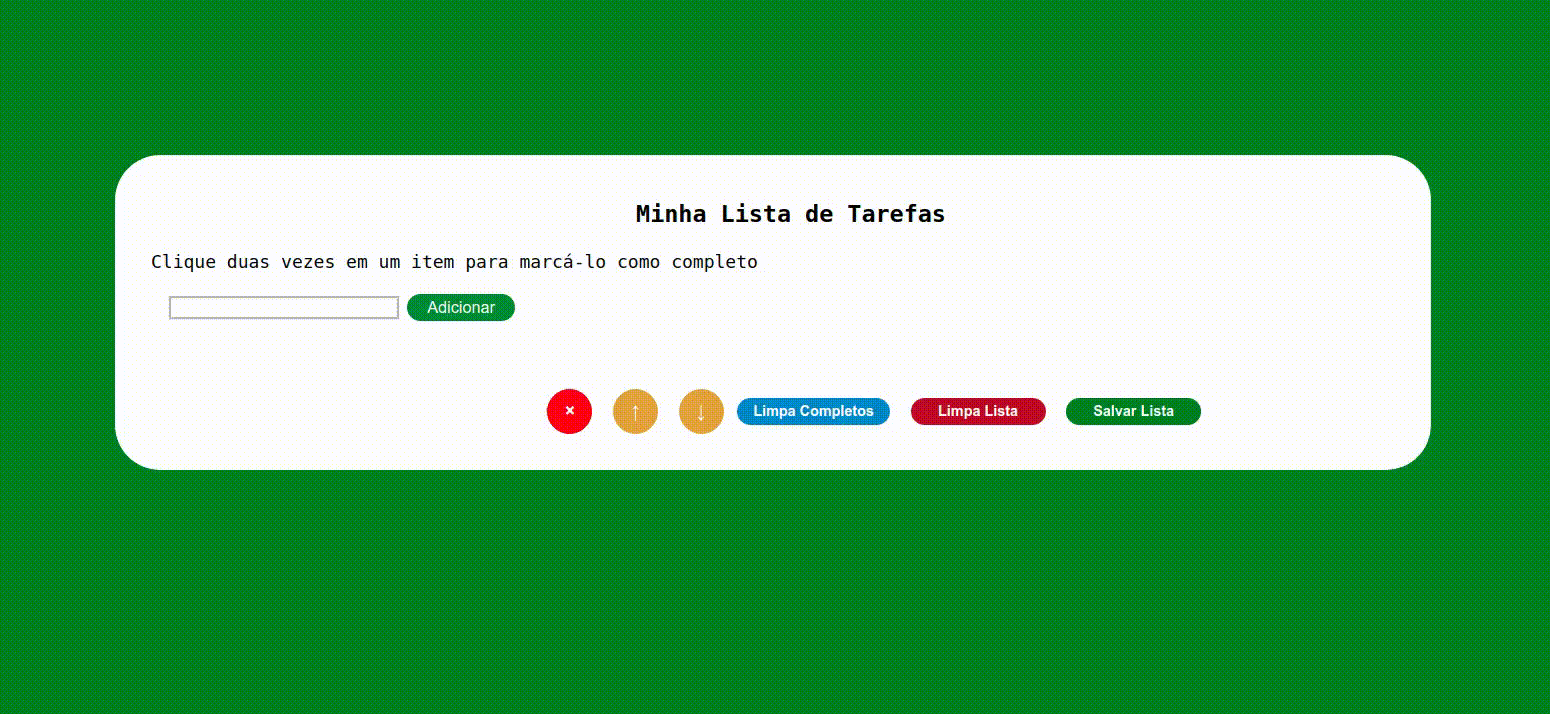 Minha Lista de Tarefas
Clique duas vezes em um item para marcá-lo como completo
Adicionar
× ↑ ↓ Limpa Completos Limpa Lista Salvar Lista